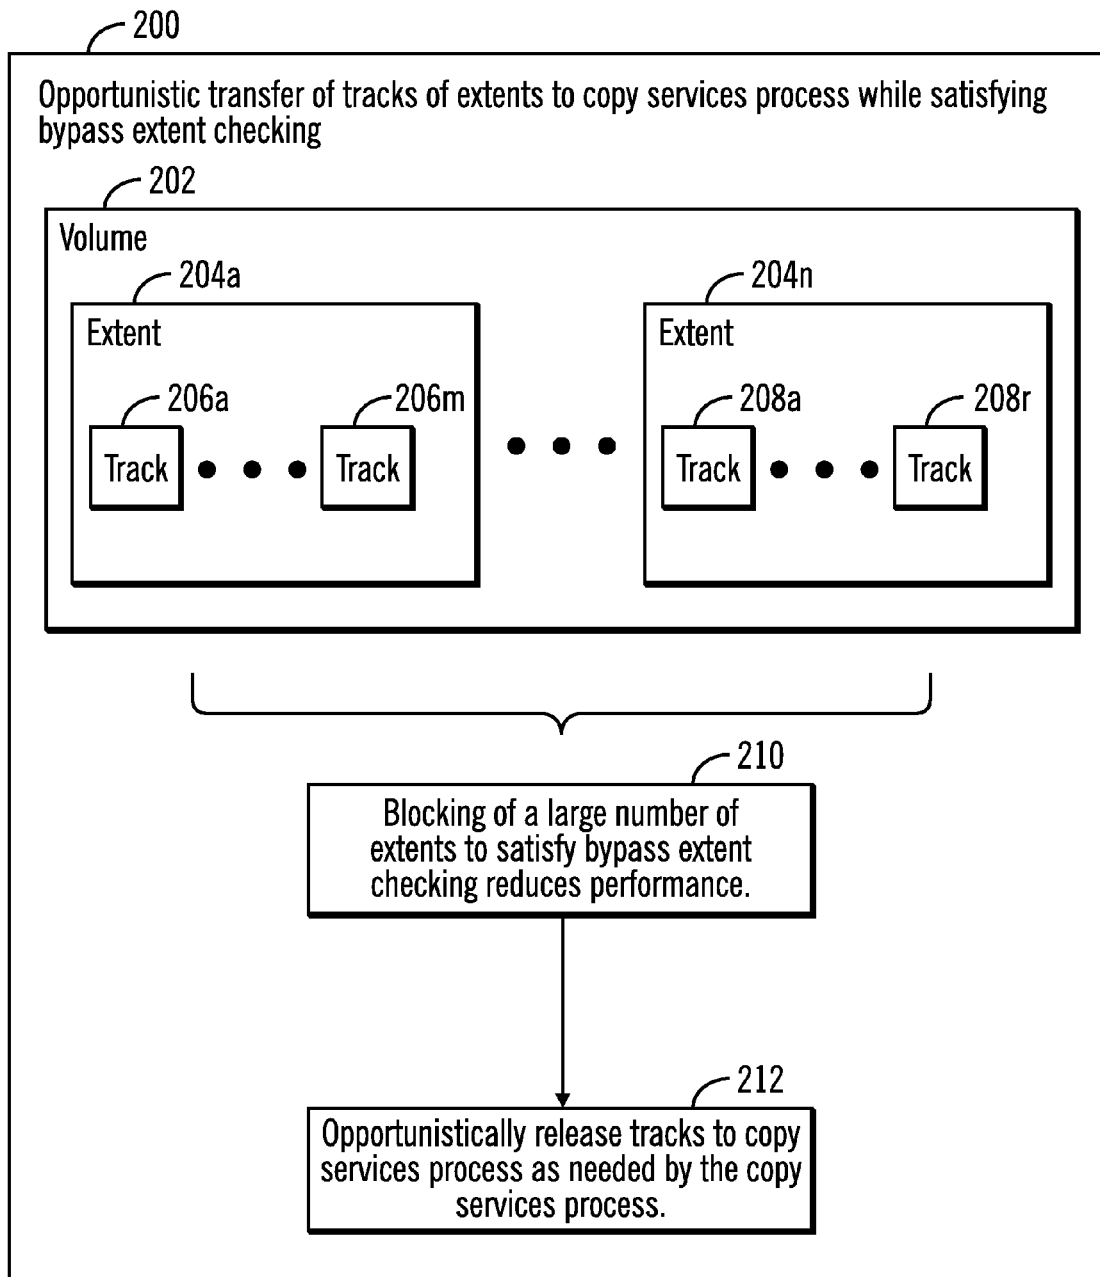 200
Opportunistic transfer of tracks of extents to copy services process while satisfying
bypass extent checking
202
Volume
204a
204n
Extent
Extent
206a
206m
208a
208r
Track
Track
Track
Track
210
Blocking of a large number of
extents to satisfy bypass extent
checking reduces performance.
212
Opportunistically release tracks to copy
services process as needed by the copy
services process.